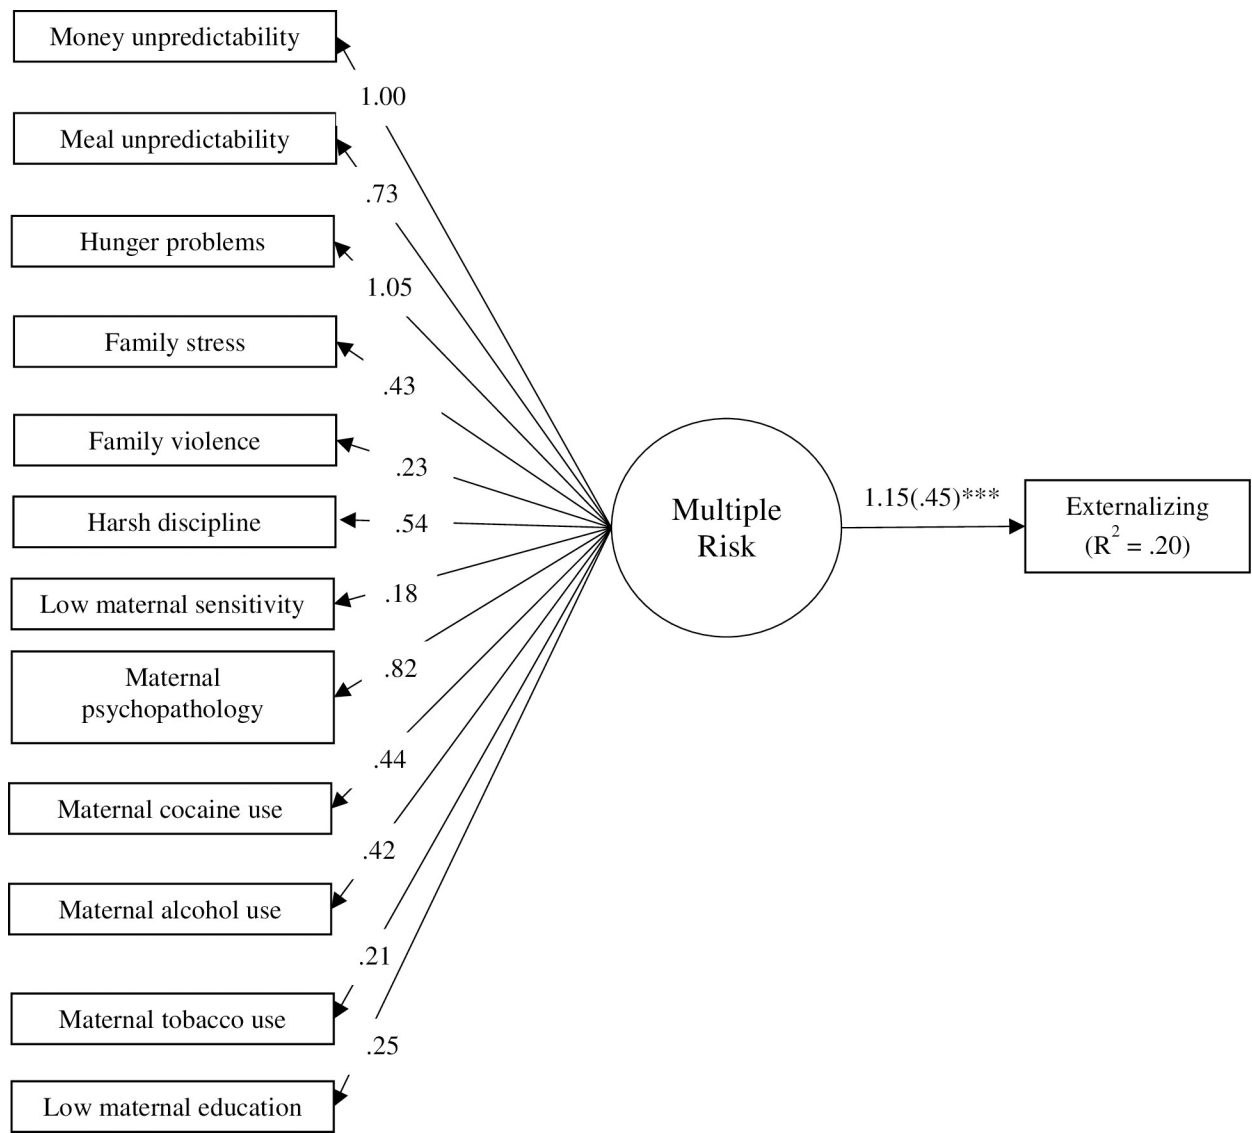 Money unpredictability
1.00
Meal unpredictability
.73
Hunger problems
1.05
Family stress
.43
Family violence
.23
Harsh discipline
.54
Low maternal sensitivity
.18
Maternal
psychopathology
.82
Maternal cocaine use
.44
Maternal alcohol use
.42
Maternal tobacco use
.21
Low maternal education
.25
Multiple
Risk
1.15(.45)***
Externalizing
(R² = .20)